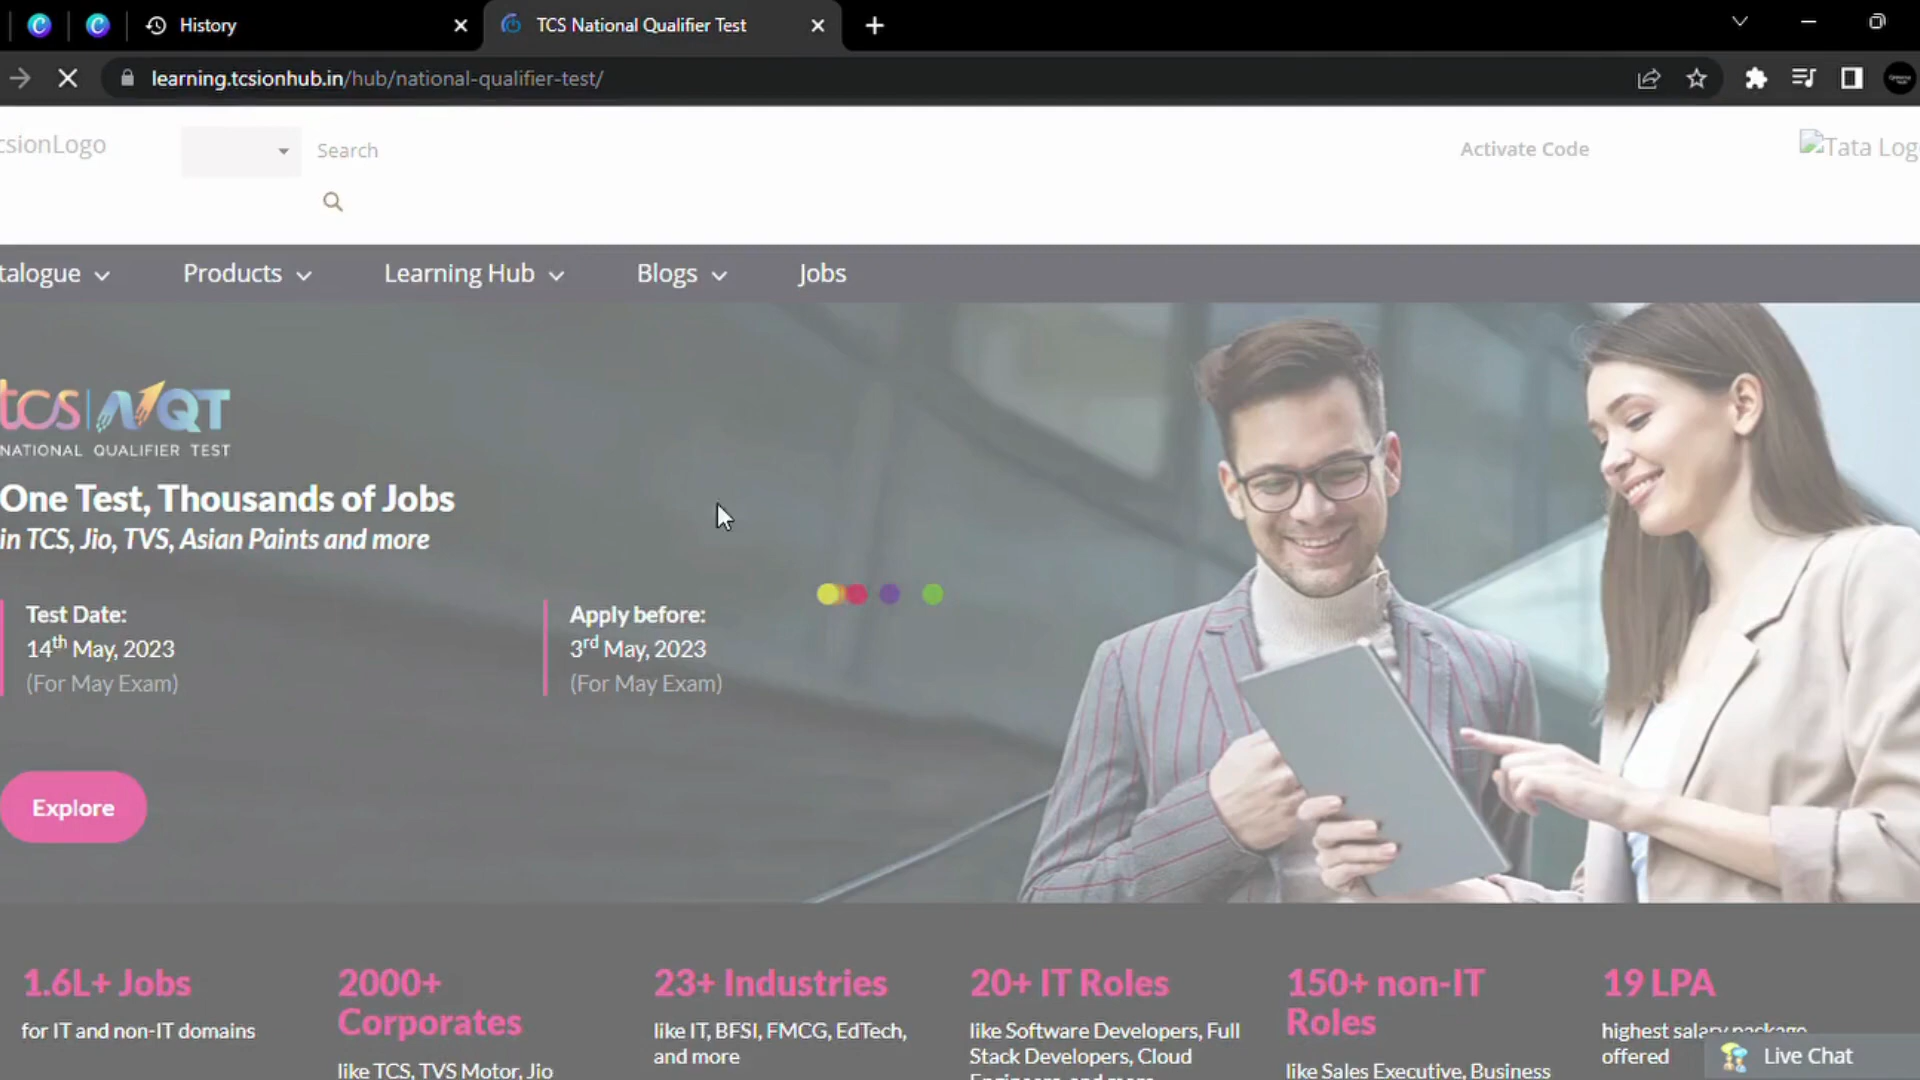 History
TCS National Qualifier Test
learning.tcsionhub.in/hub/national-qualifier-test/
csionLogo
Search
Activate Code
Tata Logo
talogue
Products
Learning Hub
Blogs
Jobs
tcs | NQT
NATIONAL QUALIFIER TEST
One Test, Thousands of Jobs
in TCS, Jio, TVS, Asian Paints and more
Test Date:
14th May, 2023
(For May Exam)
Apply before:
3rd May, 2023
(For May Exam)
Explore
1.6L+ Jobs
for IT and non-IT domains
2000+
Corporates
like TCS, TVS Motor, Jio
23+ Industries
like IT, BFSI, FMCG, EdTech,
and more
20+ IT Roles
like Software Developers, Full
Stack Developers, Cloud
Engineers and more
150+ non-IT
Roles
like Sales Executive, Business
19 LPA
highest salary package
offered
Live Chat